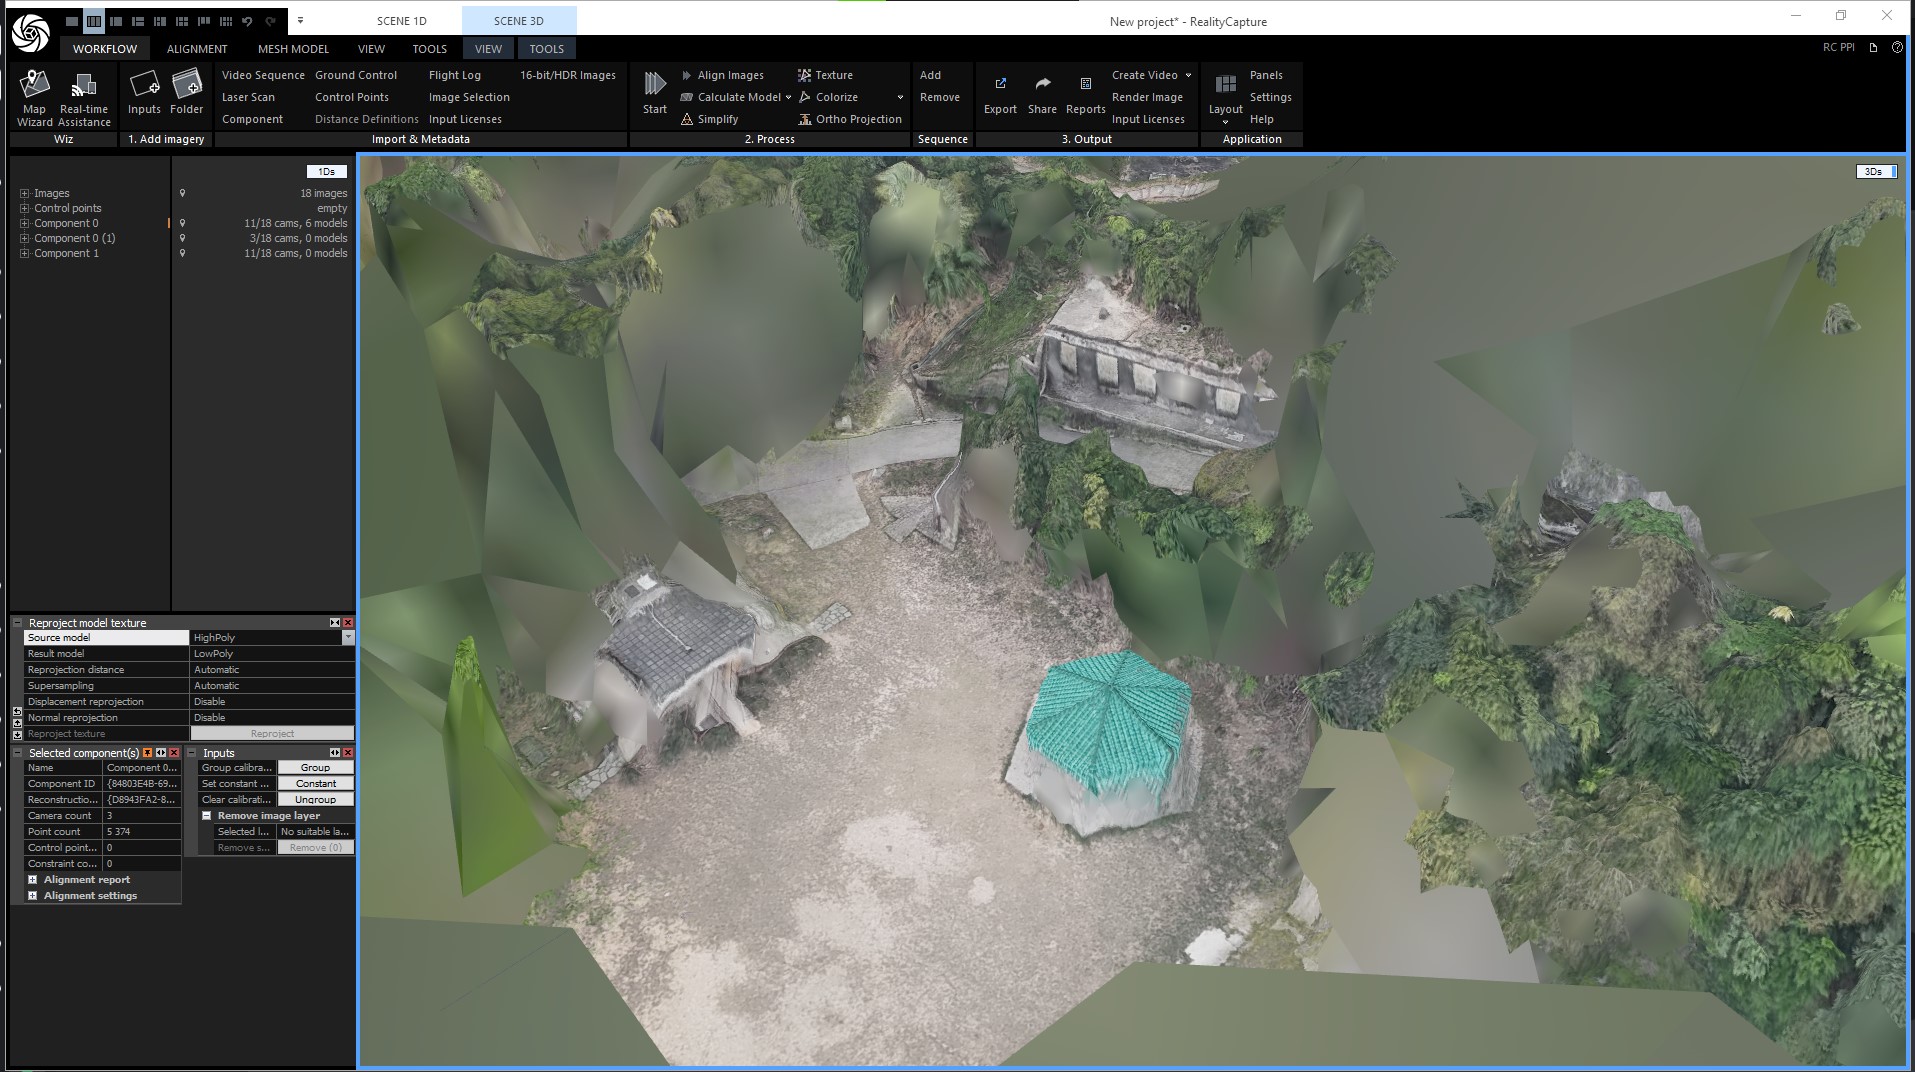 SCENE 1D
SCENE 3D
New project* - RealityCapture
WORKFLOW
ALIGNMENT
MESH MODEL
VIEW
TOOLS
VIEW
TOOLS
RC PPI
Map Wizard
Real-time Assistance
Wiz
Inputs
Folder
1. Add imagery
Video Sequence
Ground Control
Flight Log
16-bit/HDR Images
Laser Scan
Control Points
Image Selection
Component
Distance Definitions
Input Licenses
Import & Metadata
Start
Align Images
Texture
Calculate Model
Colorize
Simplify
Ortho Projection
2. Process
Add
Remove
Sequence
Export
Share
Reports
Create Video
Render Image
Input Licenses
3. Output
Layout
Panels
Settings
Help
Application
1Ds
3Ds
Images 18 images
Control points empty
Component 0 11/18 cams, 6 models
Component 0 (1) 3/18 cams, 0 models
Component 1 11/18 cams, 0 models
Reproject model texture
Source model HighPoly
Result model LowPoly
Reprojection distance Automatic
Supersampling Automatic
Displacement reprojection Disable
Normal reprojection Disable
Reproject texture Reproject
Selected component(s)
Name Component 0...
Component ID {84803E4B-69...
Reconstructio... {D8943FA2-8...
Camera count 3
Point count 5 374
Control point... 0
Constraint co... 0
Alignment report
Alignment settings
Inputs
Group calibra... Group
Set constant ... Constant
Clear calibrati... Ungroup
Remove image layer
Selected l... No suitable la...
Remove s... Remove (0)